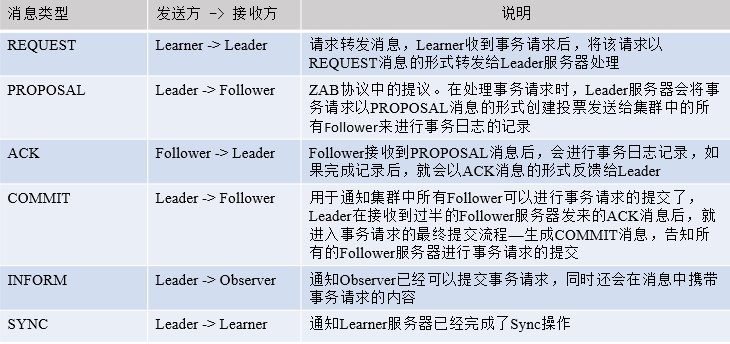 消息类型 发送方 -> 接收方 说明
REQUEST Learner -> Leader 请求转发消息，Learner收到事务请求后，将该请求以
REQUEST消息的形式转发给Leader服务器处理
PROPOSAL Leader -> Follower ZAB协议中的提议。在处理事务请求时，Leader服务器会将事
务请求以PROPOSAL消息的形式创建投票发送给集群中的所
有Follower来进行事务日志的记录
ACK Follower -> Leader Follower接收到PROPOSAL消息后，会进行事务日志记录，如
果完成记录后，就会以ACK消息的形式反馈给Leader
COMMIT Leader -> Follower 用于通知集群中所有Follower可以进行事务请求的提交了，
Leader在接收到过半的Follower服务器发来的ACK消息后，就
进入事务请求的最终提交流程—生成COMMIT消息，告知所
有的Follower服务器进行事务请求的提交
INFORM Leader -> Observer 通知Observer已经可以提交事务请求，同时还会在消息中携带
事务请求的内容
SYNC Leader -> Learner 通知Learner服务器已经完成了Sync操作